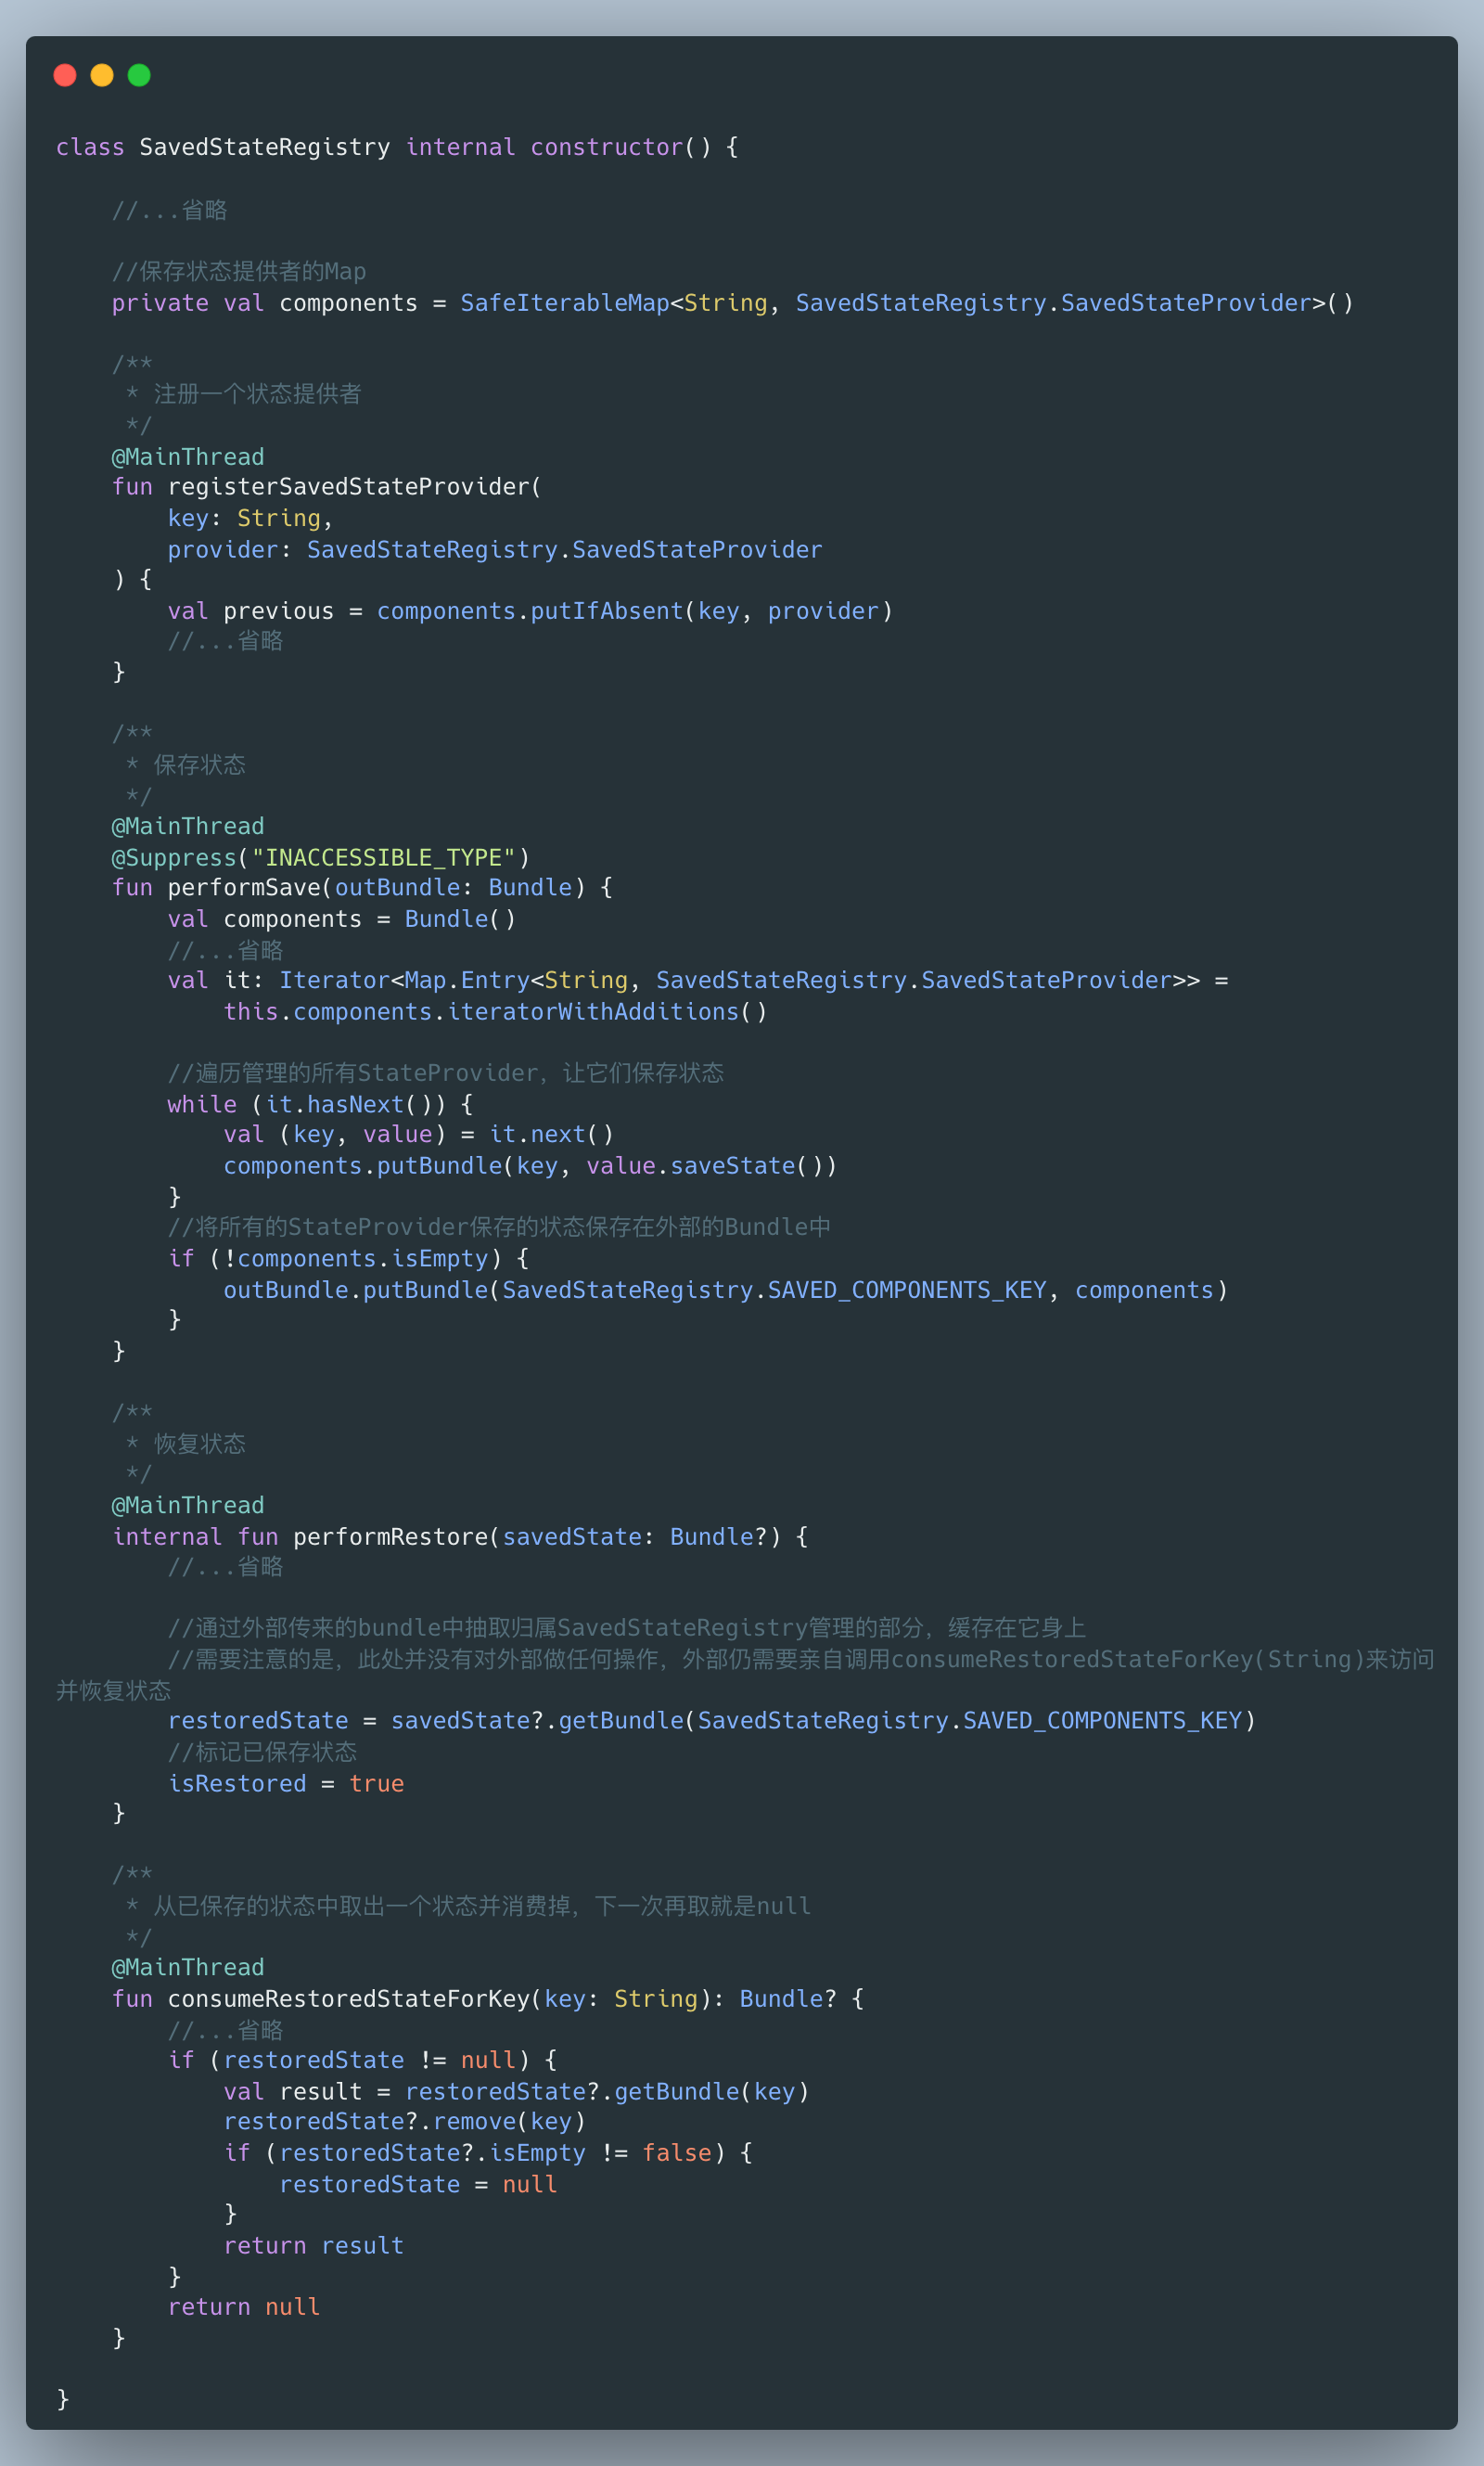 class SavedStateRegistry internal constructor() {
    //...省略
    //保存状态提供者的Map
    private val components = SafeIterableMap<String, SavedStateRegistry.SavedStateProvider>()
    /**
     * 注册一个状态提供者
     */
    @MainThread
    fun registerSavedStateProvider(
        key: String,
        provider: SavedStateRegistry.SavedStateProvider
    ) {
        val previous = components.putIfAbsent(key, provider)
        //...省略
    }
    /**
     * 保存状态
     */
    @MainThread
    @Suppress("INACCESSIBLE_TYPE")
    fun performSave(outBundle: Bundle) {
        val components = Bundle()
        //...省略
        val it: Iterator<Map.Entry<String, SavedStateRegistry.SavedStateProvider>> =
            this.components.iteratorWithAdditions()
        //遍历管理的所有StateProvider，让它们保存状态
        while (it.hasNext()) {
            val (key, value) = it.next()
            components.putBundle(key, value.saveState())
        }
        //将所有的StateProvider保存的状态保存在外部的Bundle中
        if (!components.isEmpty) {
            outBundle.putBundle(SavedStateRegistry.SAVED_COMPONENTS_KEY, components)
        }
    }
    /**
     * 恢复状态
     */
    @MainThread
    internal fun performRestore(savedState: Bundle?) {
        //...省略
        //通过外部传来的bundle中抽取归属SavedStateRegistry管理的部分，缓存在它身上
        //需要注意的是，此处并没有对外部做任何操作，外部仍需要亲自调用consumeRestoredStateForKey(String)来访问
并恢复状态
        restoredState = savedState?.getBundle(SavedStateRegistry.SAVED_COMPONENTS_KEY)
        //标记已保存状态
        isRestored = true
    }
    /**
     * 从已保存的状态中取出一个状态并消费掉，下一次再取就是null
     */
    @MainThread
    fun consumeRestoredStateForKey(key: String): Bundle? {
        //...省略
        if (restoredState != null) {
            val result = restoredState?.getBundle(key)
            restoredState?.remove(key)
            if (restoredState?.isEmpty != false) {
                restoredState = null
            }
            return result
        }
        return null
    }
}